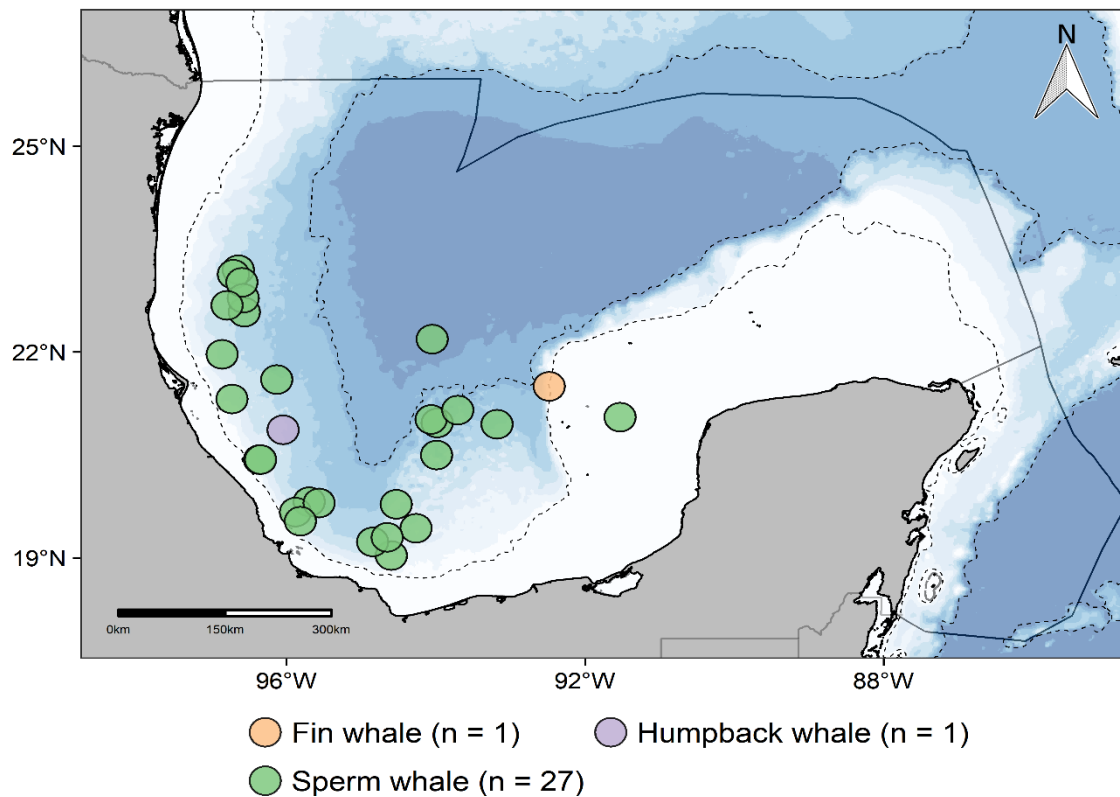 N
25°N
22°N
19°N
0km 150km 300km
96°W 92°W 88°W
Fin whale (n = 1) Humpback whale (n = 1)
Sperm whale (n = 27)